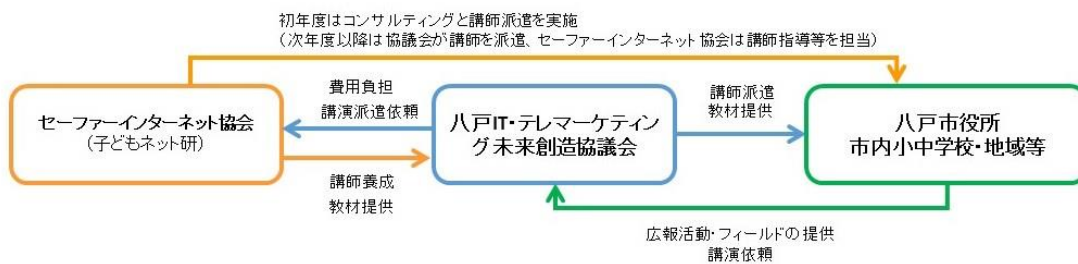 初年度はコンサルティングと講師派遣を実施
（次年度以降は協議会が講師を派遣、セーファーインターネット協会は講師指導等を担当）
費用負担
講演派遣依頼
講師派遣
教材提供
セーファーインターネット協会
（子どもネット研）
八戸IT・テレマーケティン
グ未来創造協議会
八戸市役所
市内小中学校・地域等
講師養成
教材提供
広報活動・フィールドの提供
講演依頼